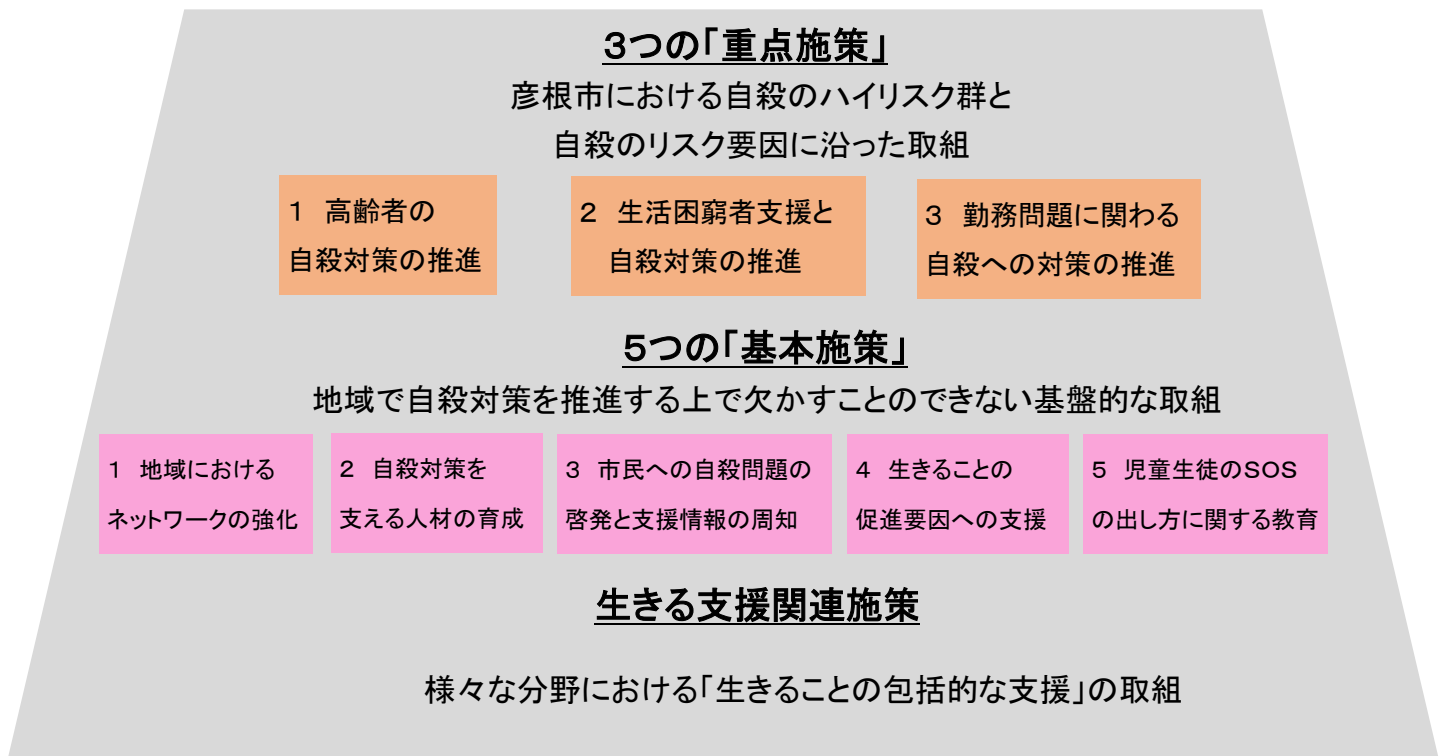 3つの「重点施策」
彦根市における自殺のハイリスク群と
自殺のリスク要因に沿った取組
1 高齢者の
自殺対策の推進
2 生活困窮者支援と
自殺対策の推進
3 勤務問題に関わる
自殺への対策の推進
5つの「基本施策」
地域で自殺対策を推進する上で欠かすことのできない基盤的な取組
1 地域における
ネットワークの強化
2 自殺対策を
支える人材の育成
3 市民への自殺問題の
啓発と支援情報の周知
4 生きることの
促進要因への支援
5 児童生徒のSOS
の出し方に関する教育
生きる支援関連施策
様々な分野における「生きることの包括的な支援」の取組